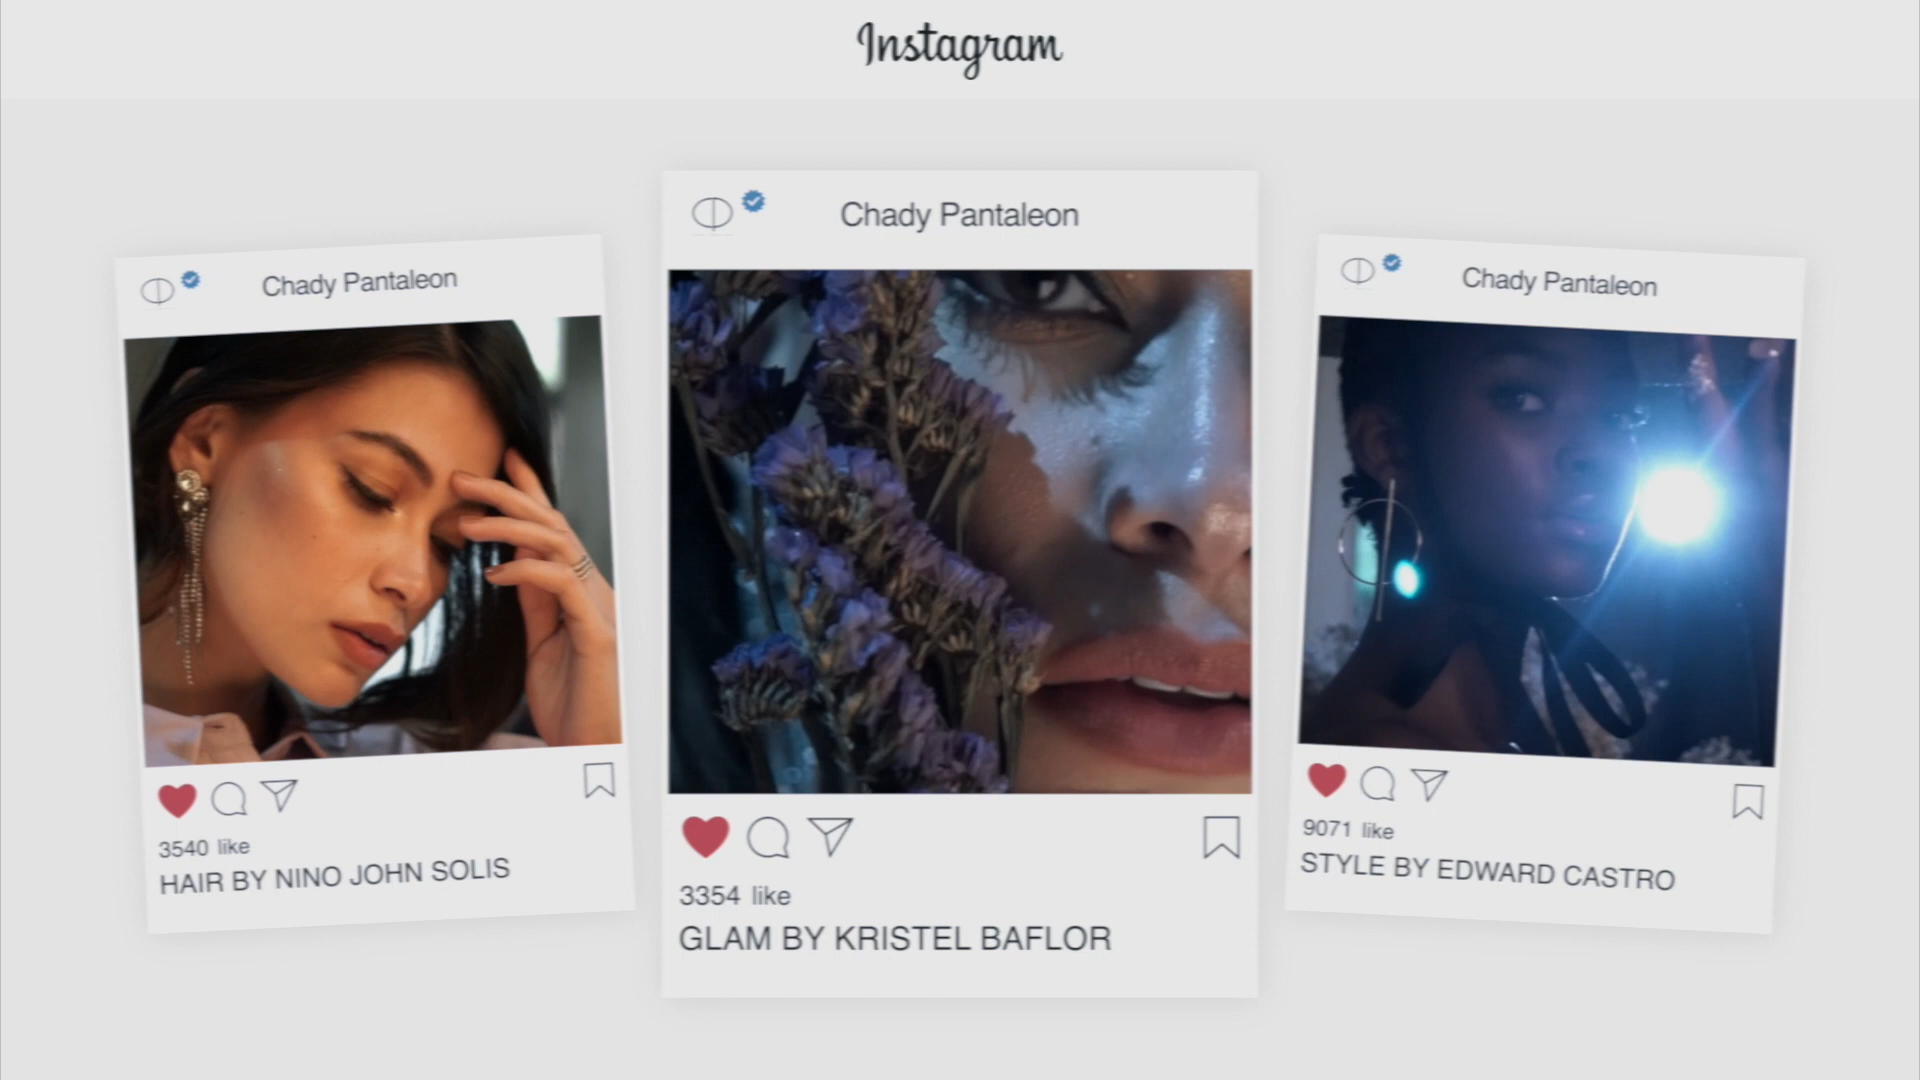 Instagram
Chady Pantaleon
3540 like
HAIR BY NINO JOHN SOLIS
Chady Pantaleon
3354 like
GLAM BY KRISTEL BAFLOR
Chady Pantaleon
9071 like
STYLE BY EDWARD CASTRO